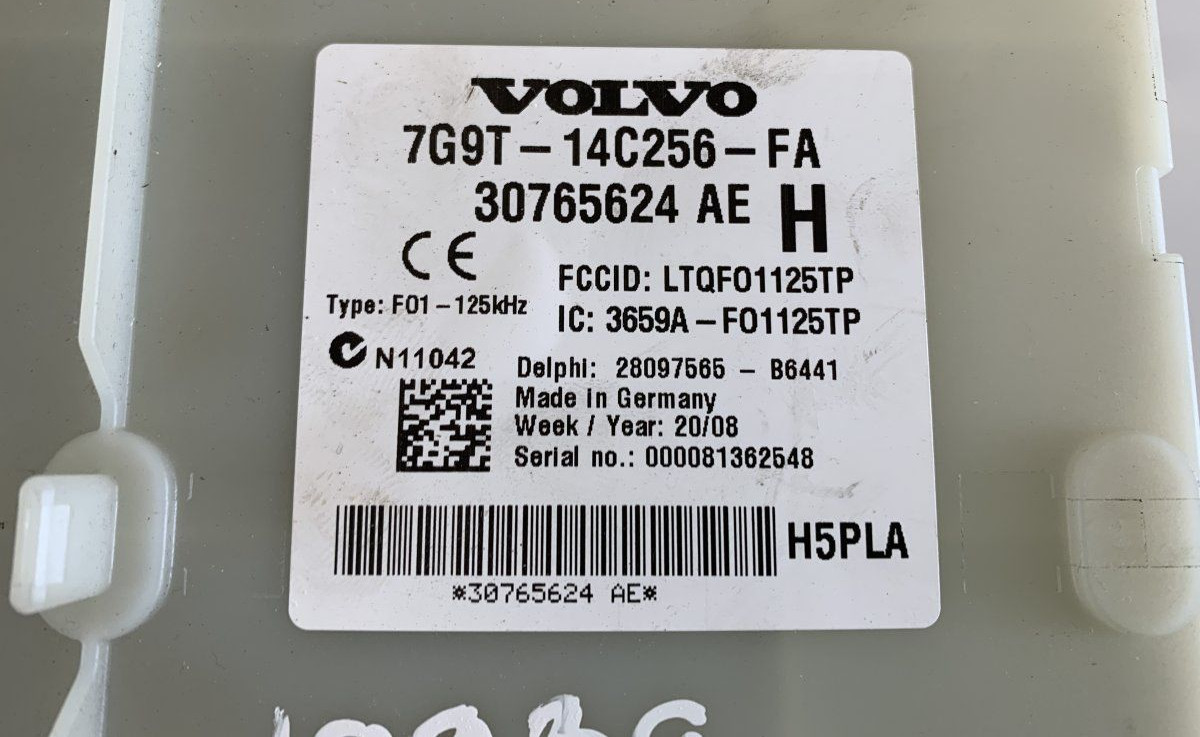 VOLVO
7G9T – 14C256 – FA
30765624 AE H
CE
FCCID: LTQFO1125TP
Type: FO1 – 125kHz
IC: 3659A – FO1125TP
N11042
Delphi: 28097565 – B6441
Made in Germany
Week / Year: 20/08
Serial no.: 000081362548
H5PLA
*30765624 AE*